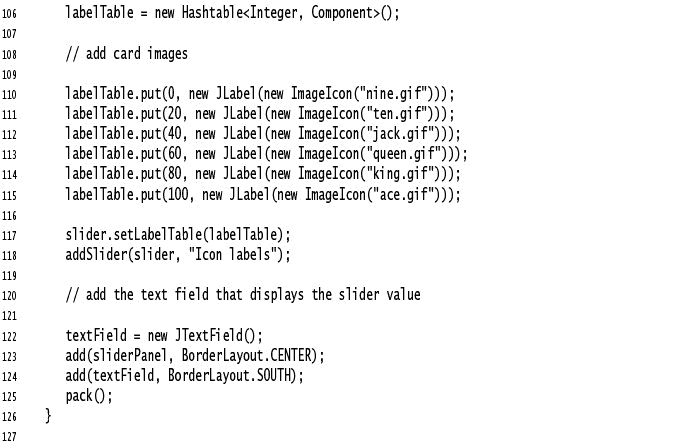 106 labelTable = new Hashtable<Integer, Component>();
107
108 // add card images
109
110 labelTable.put(0, new JLabel(new ImageIcon("nine.gif")));
111 labelTable.put(20, new JLabel(new ImageIcon("ten.gif")));
112 labelTable.put(40, new JLabel(new ImageIcon("jack.gif")));
113 labelTable.put(60, new JLabel(new ImageIcon("queen.gif")));
114 labelTable.put(80, new JLabel(new ImageIcon("king.gif")));
115 labelTable.put(100, new JLabel(new ImageIcon("ace.gif")));
116
117 slider.setLabelTable(labelTable);
118 addSlider(slider, "Icon labels");
119
120 // add the text field that displays the slider value
121
122 textField = new JTextField();
123 add(sliderPanel, BorderLayout.CENTER);
124 add(textField, BorderLayout.SOUTH);
125 pack();
126 }
127